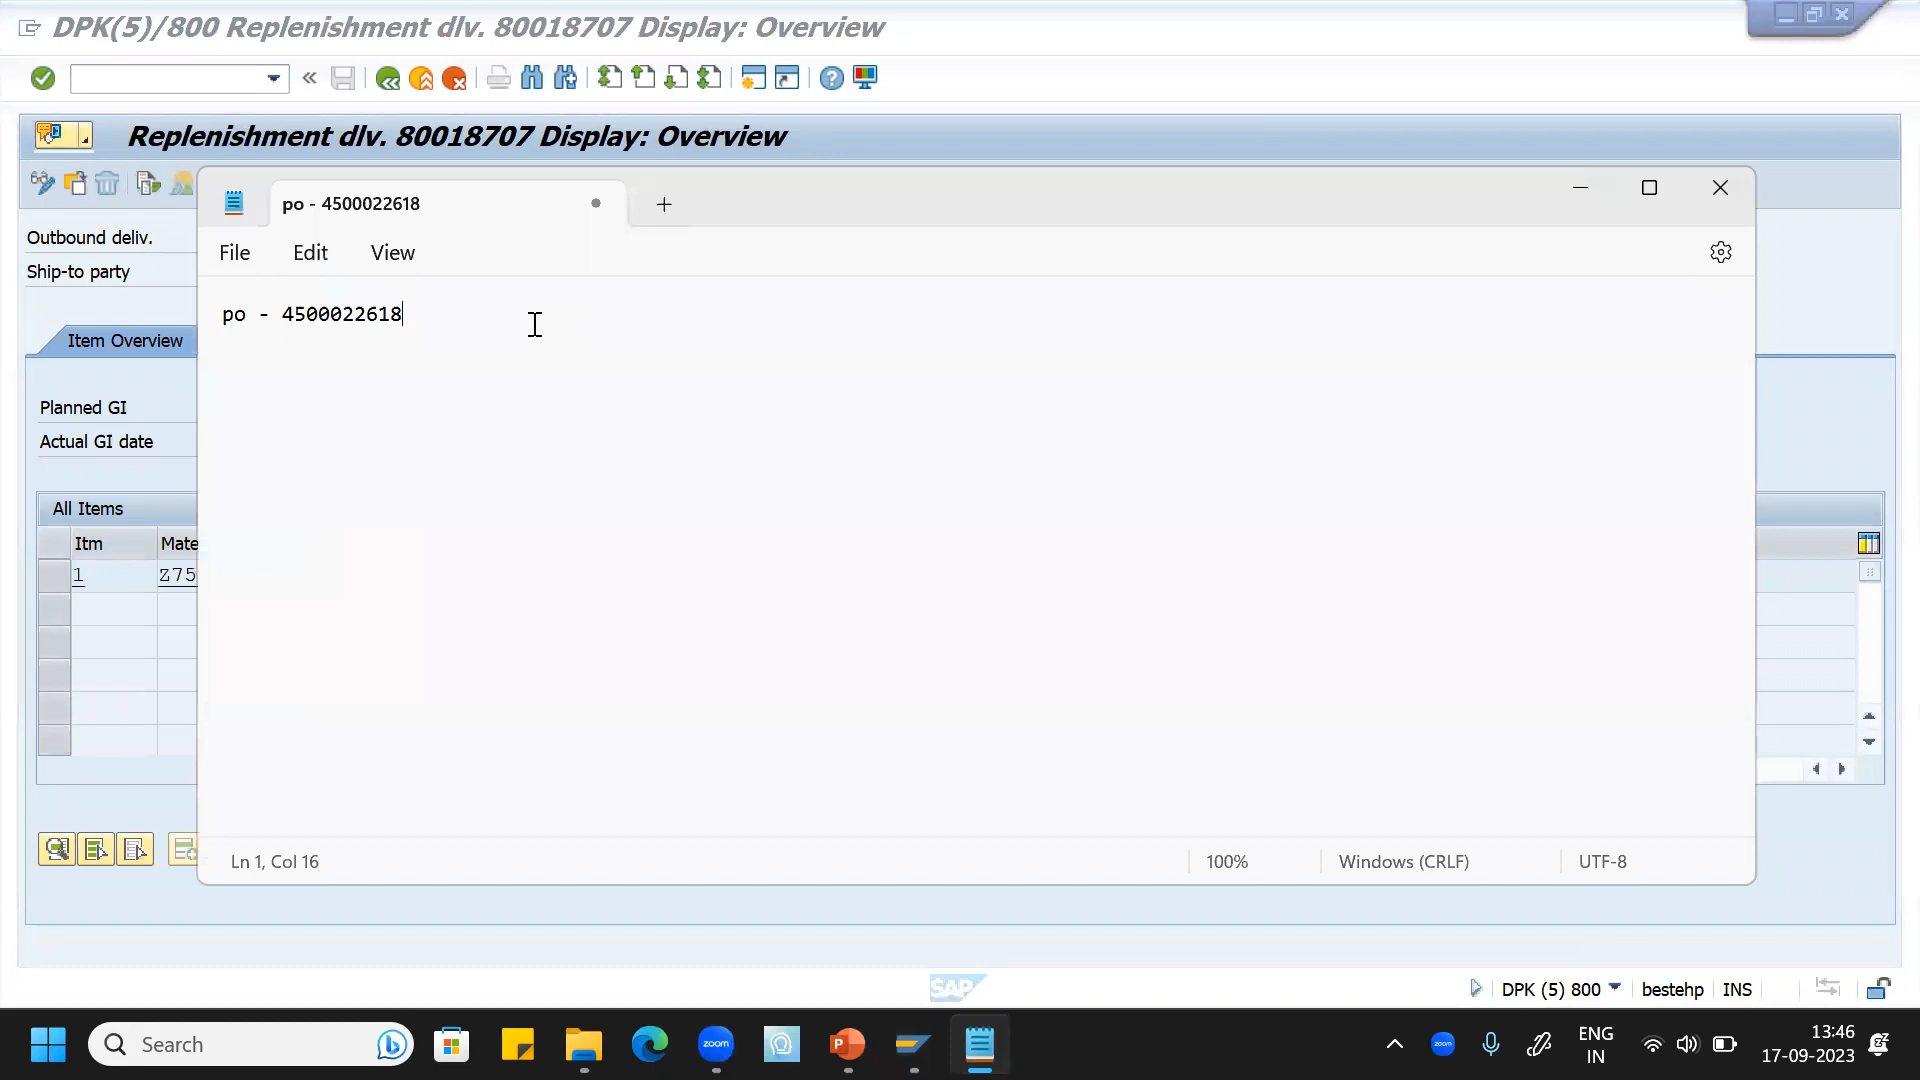 DPK(5)/800 Replenishment dlv. 80018707 Display: Overview
Replenishment dlv. 80018707 Display: Overview
po - 4500022618
File Edit View
po - 4500022618
Ln 1, Col 16 100% Windows (CRLF) UTF-8
Outbound deliv.
Ship-to party
Item Overview
Planned GI
Actual GI date
All Items
Itm Mate
1 Z75
SAP DPK (5) 800 bestehp INS
Search zoom zoom ENG IN 13:46
17-09-2023